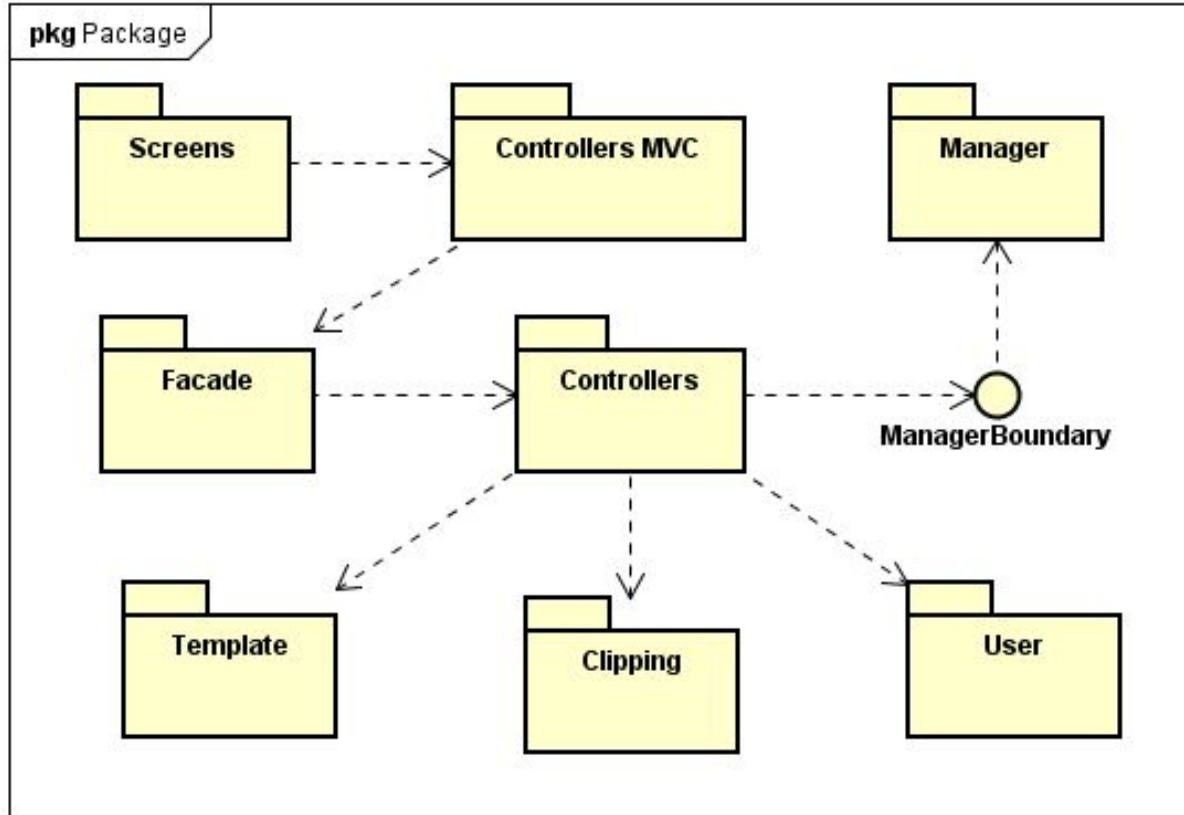 pkg Package
Screens
Controllers MVC
Manager
Facade
Controllers
ManagerBoundary
Template
Clipping
User